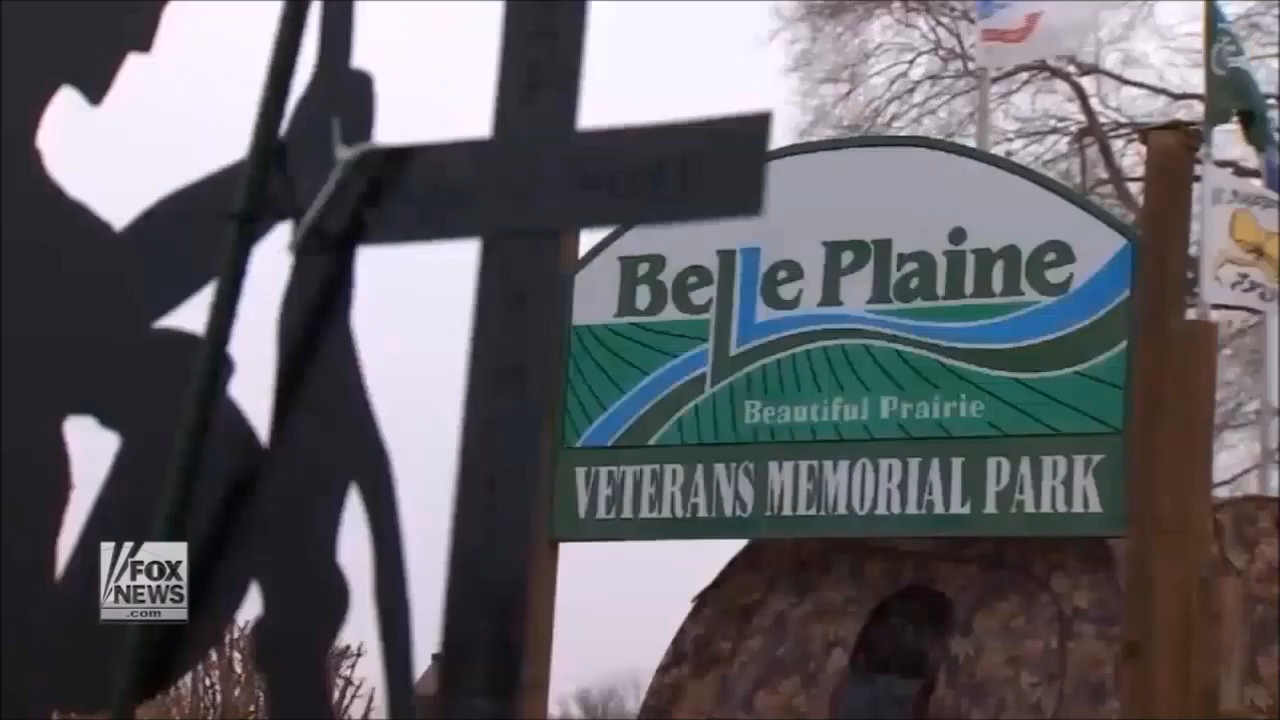 Belle Plaine
Beautiful Prairie
VETERANS MEMORIAL PARK
FOX
NEWS
.com